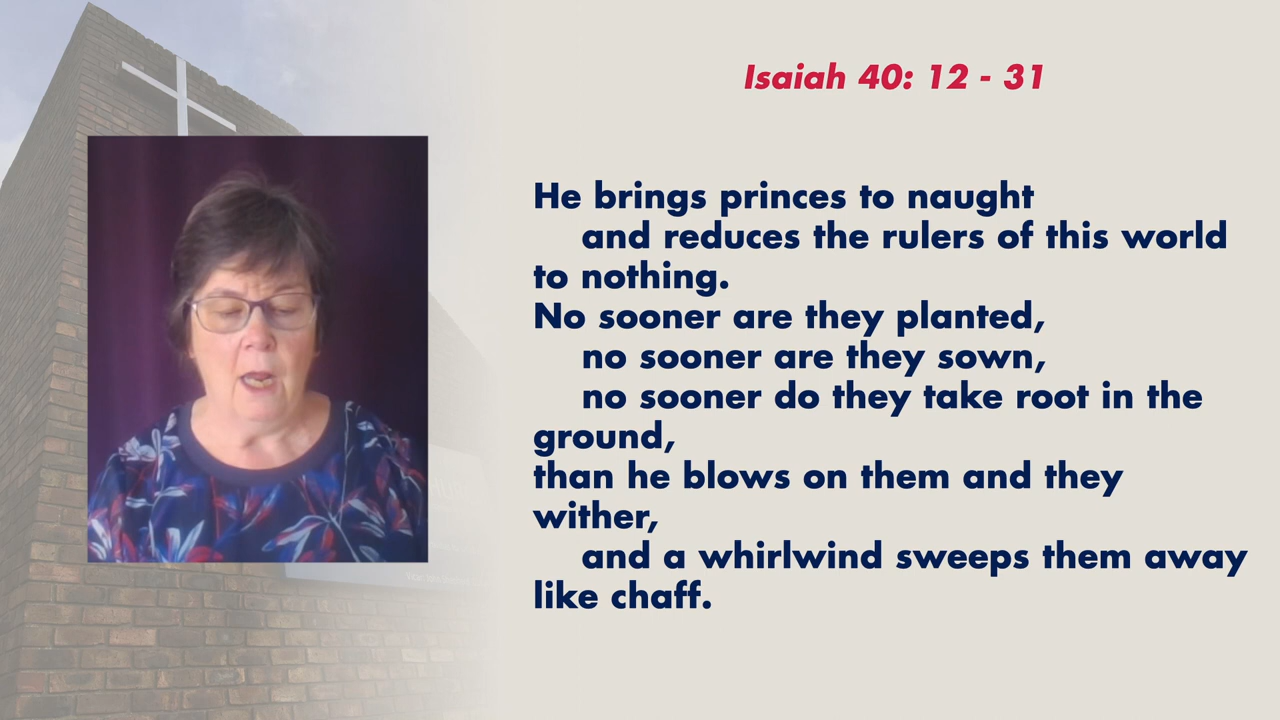 Isaiah 40: 12 - 31
He brings princes to naught
and reduces the rulers of this world
to nothing.
No sooner are they planted,
no sooner are they sown,
no sooner do they take root in the
ground,
than he blows on them and they
wither,
and a whirlwind sweeps them away
like chaff.